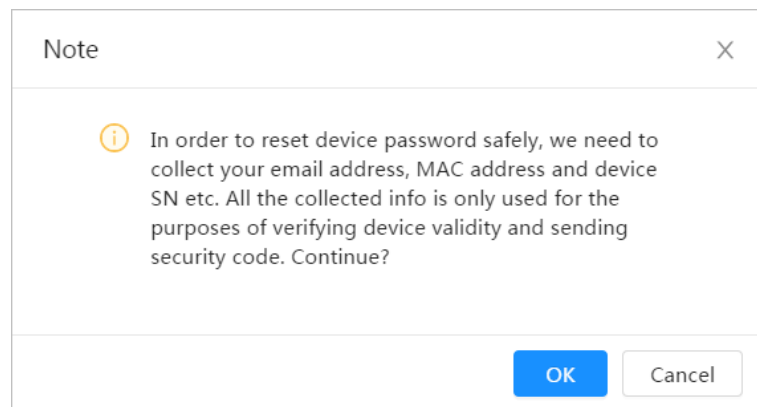 Note
In order to reset device password safely, we need to
collect your email address, MAC address and device
SN etc. All the collected info is only used for the
purposes of verifying device validity and sending
security code. Continue?
OK
Cancel